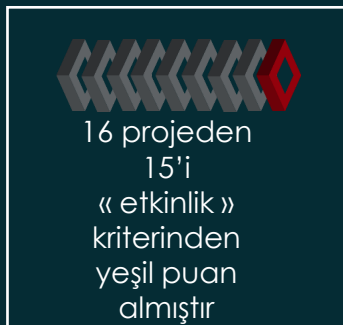 16 projeden
15’i
« etkinlik »
kriterinden
yeşil puan
almıştır